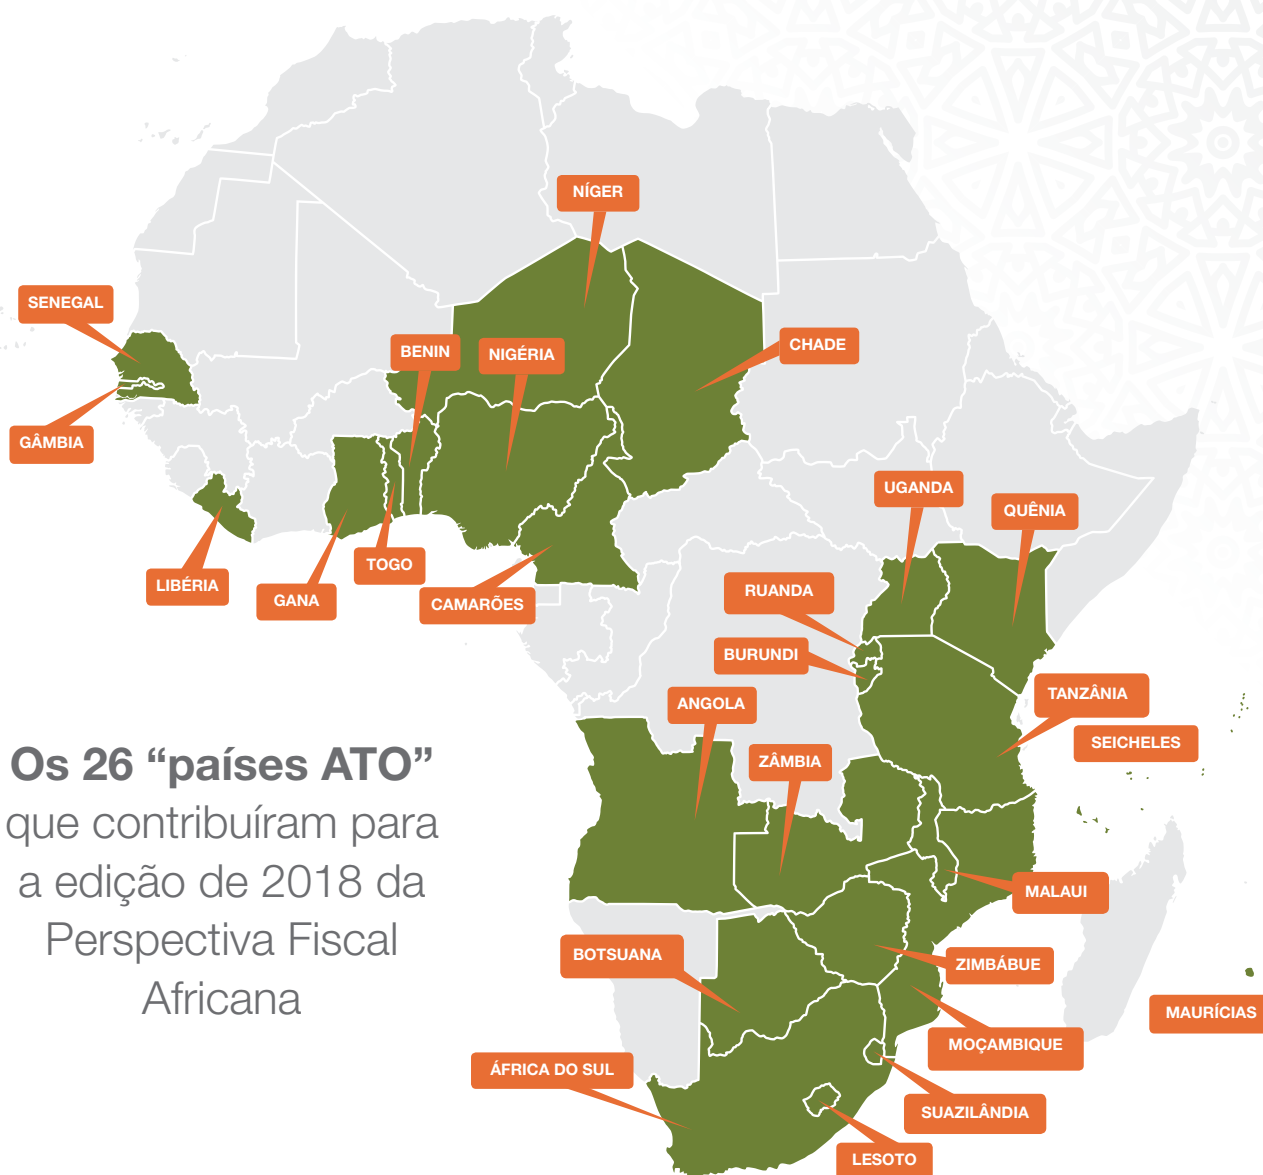 NÍGER
SENEGAL
CHADE
BENIN
NIGÉRIA
GÂMBIA
UGANDA
QUÊNIA
TOGO
LIBÉRIA
GANA
CAMARÕES
RUANDA
BURUNDI
TANZÂNIA
ANGOLA
SEICHELES
ZÂMBIA
Os 26 “países ATO”
que contribuíram para
a edição de 2018 da
Perspectiva Fiscal
Africana
MALAUI
BOTSUANA
ZIMBÁBUE
MAURÍCIAS
MOÇAMBIQUE
ÁFRICA DO SUL
SUAZILÂNDIA
LESOTO